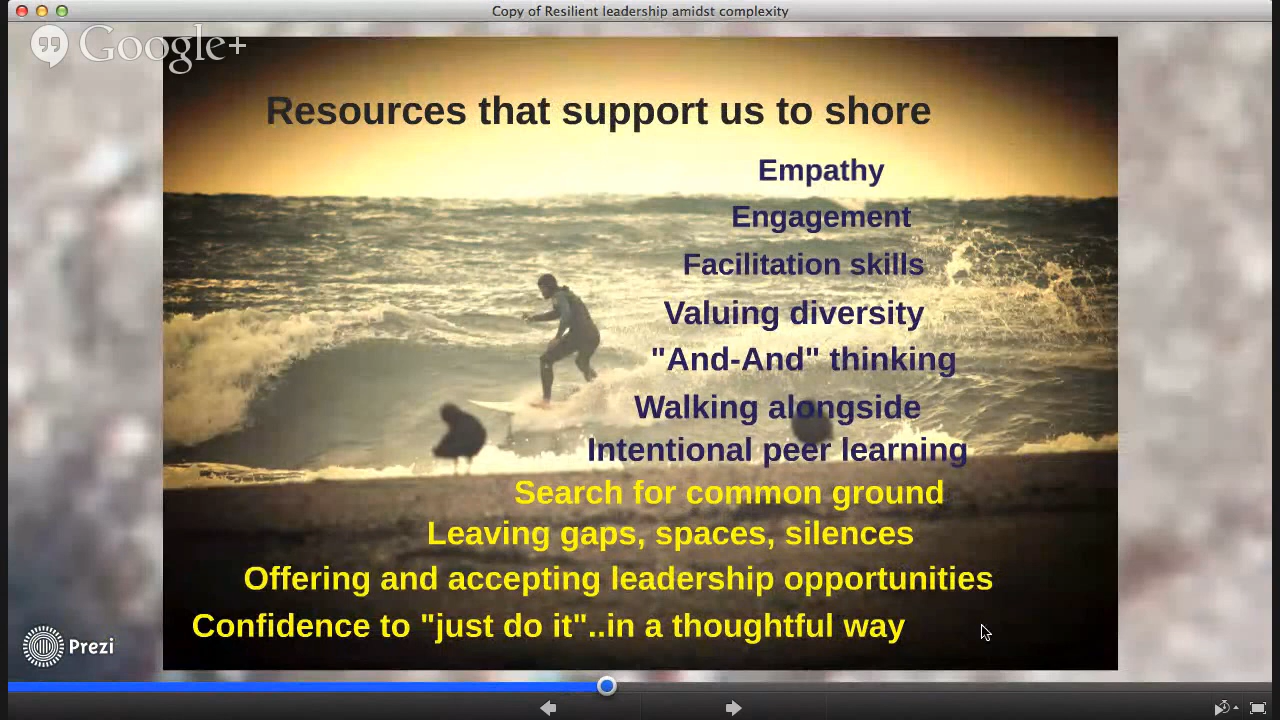 Copy of Resilient leadership amidst complexity
Google+
Resources that support us to shore
Empathy
Engagement
Facilitation skills
Valuing diversity
"And-And" thinking
Walking alongside
Intentional peer learning
Search for common ground
Leaving gaps, spaces, silences
Offering and accepting leadership opportunities
Confidence to "just do it"..in a thoughtful way
Prezi